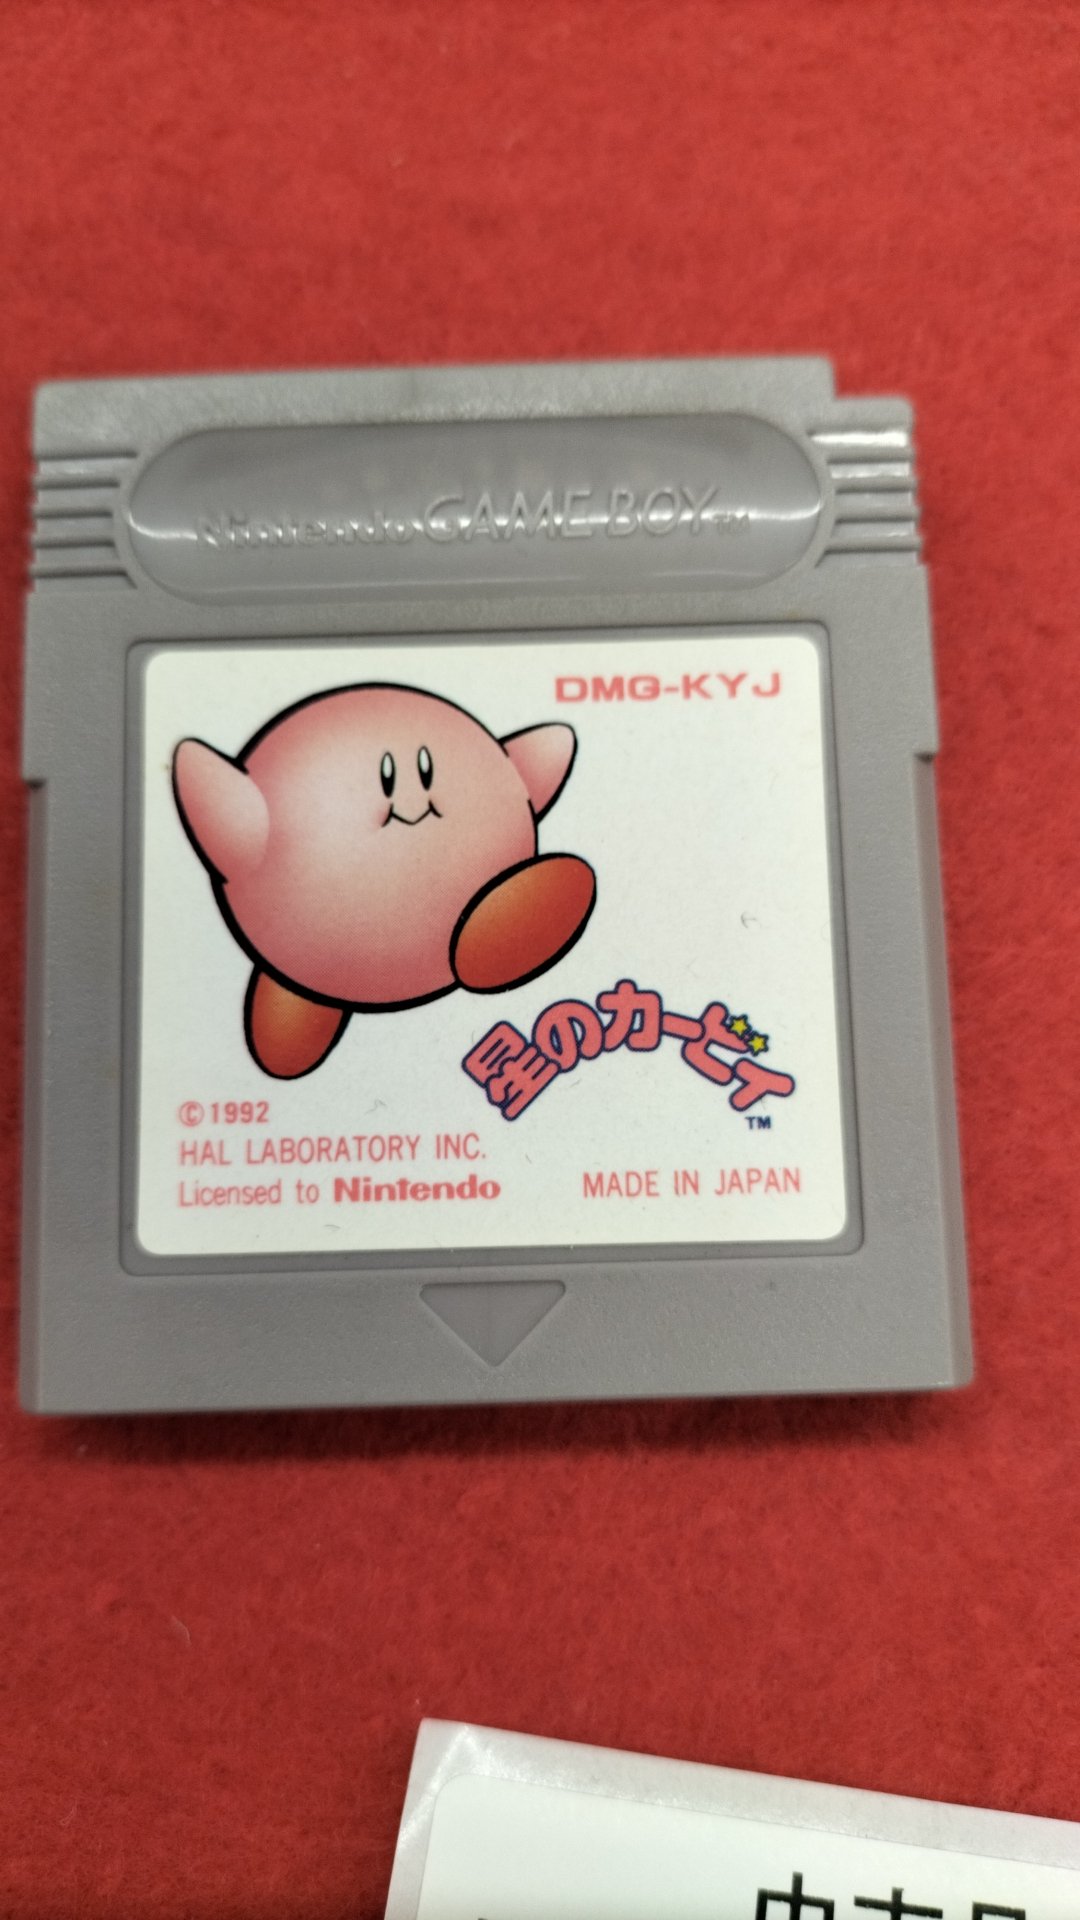 Nintendo GAME BOY™
DMG-KYJ
星のカービィ
TM
©1992
HAL LABORATORY INC.
Licensed to Nintendo
MADE IN JAPAN